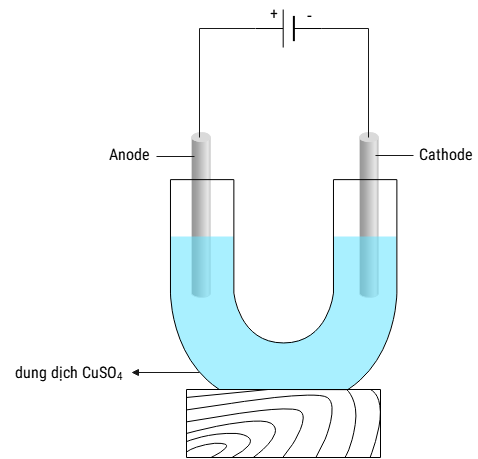 + -
Anode
Cathode
dung dịch CuSO₄